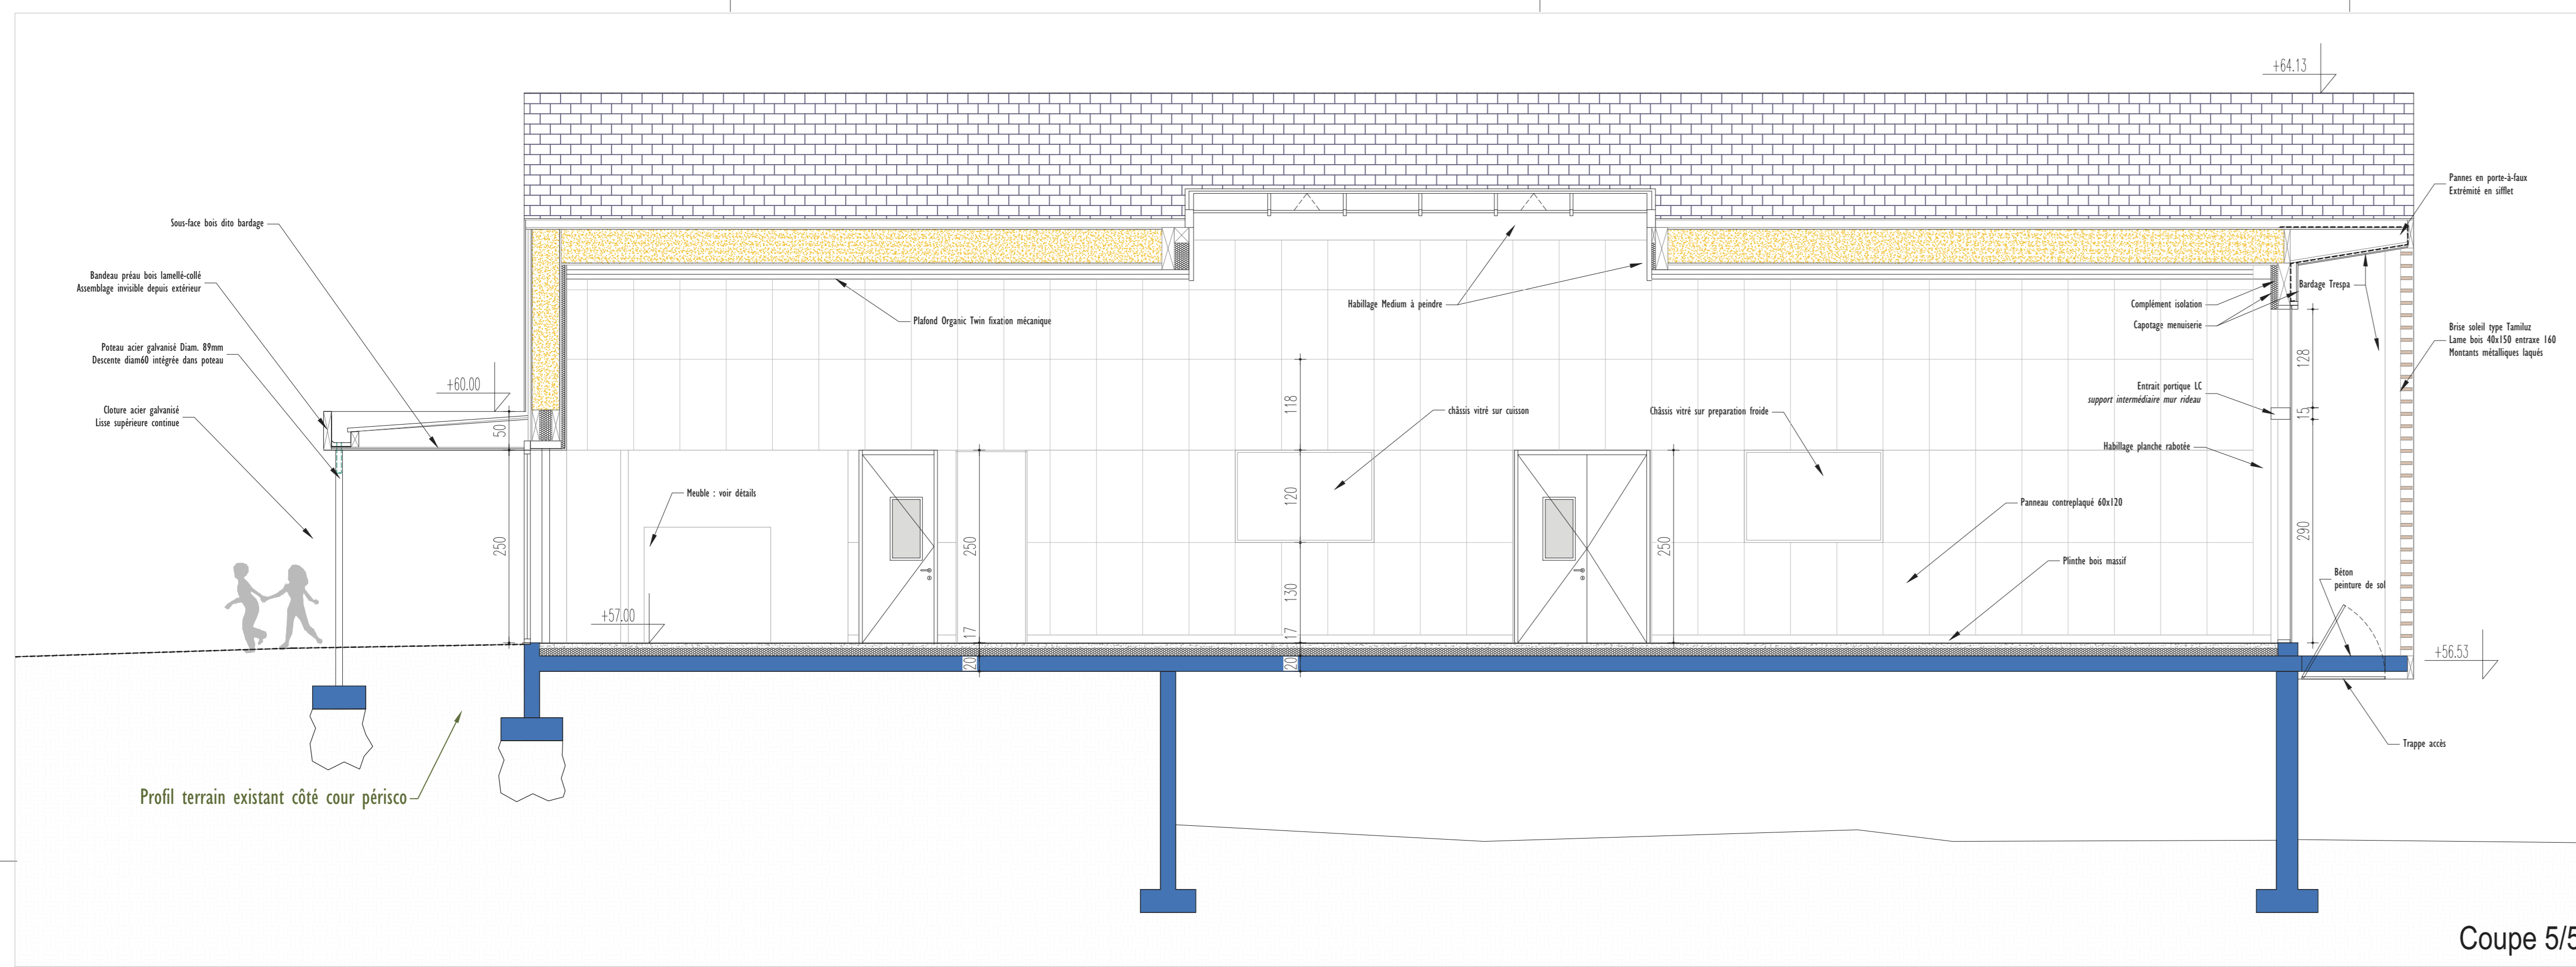 +64.13
Pannes en porte-à-faux
Extrémité en sifflet
Sous-face bois dito bardage
Bandeau préau bois lamellé-collé
Assemblage invisible depuis extérieur
Habillage Medium à peindre
Bardage Trespa
Complément isolation
Capotage menuiserie
Plafond Organic Twin fixation mécanique
Brise soleil type Tamiluz
Lame bois 40x150 entraxe 160
Montants métalliques laqués
Poteau acier galvanisé Diam. 89mm
Descente diam60 intégrée dans poteau
128
+60.00
Entrait portique LC
support intermédiaire mur rideau
Cloture acier galvanisé
Lisse supérieure continue
50
118
châssis vitré sur cuisson
Châssis vitré sur preparation froide
15
Habillage planche rabotée
Meuble : voir détails
120
Panneau contreplaqué 60x120
250
250
250
290
Plinthe bois massif
Béton
peinture de sol
130
+57.00
17
17
20
20
+56.53
Trappe accès
Profil terrain existant côté cour périsco
Coupe 5/5